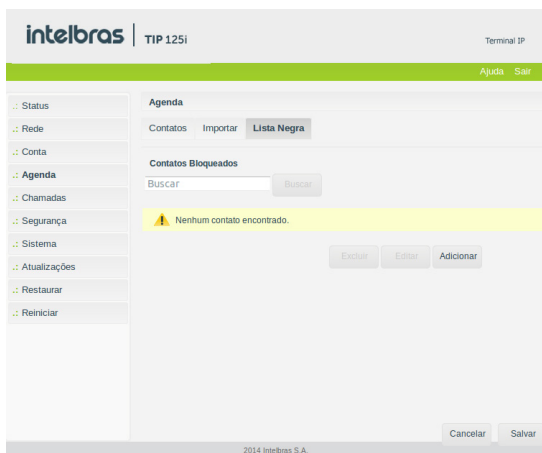 intelbras TIP 125i
Terminal IP
Ajuda Sair
.: Status
.: Rede
.: Conta
.: Agenda
.: Chamadas
.: Segurança
.: Sistema
.: Atualizações
.: Restaurar
.: Reiniciar
Agenda
Contatos Importar Lista Negra
Contatos Bloqueados
Buscar Buscar
Nenhum contato encontrado.
Excluir Editar Adicionar
Cancelar Salvar
2014 Intelbras S.A.